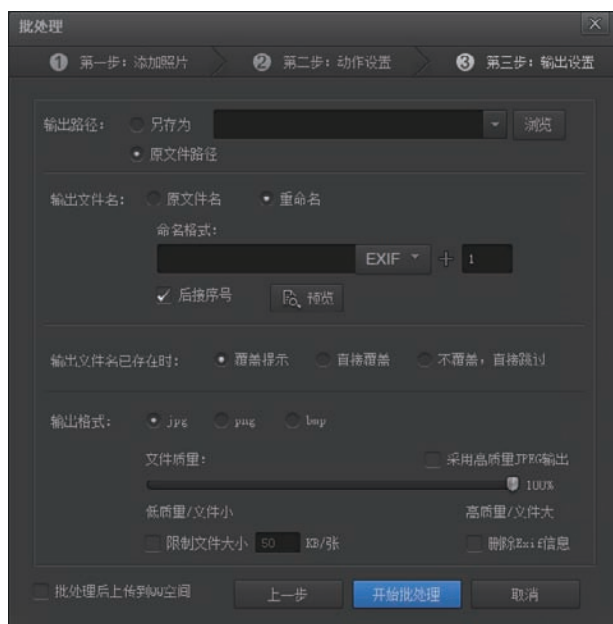 批处理
1 第一步：添加照片 2 第二步：动作设置 3 第三步：输出设置
输出路径： 另存为 浏览
原文件路径
输出文件名： 原文件名 重命名
命名格式：
EXIF + 1
后接序号 预览
输出文件名已存在时： 覆盖提示 直接覆盖 不覆盖，直接跳过
输出格式： jpg png bmp
文件质量： 采用高质量JPEG输出
100%
低质量/文件小 高质量/文件大
限制文件大小 50 KB/张 删除Exif信息
批处理后上传到QQ空间 上一步 开始批处理 取消